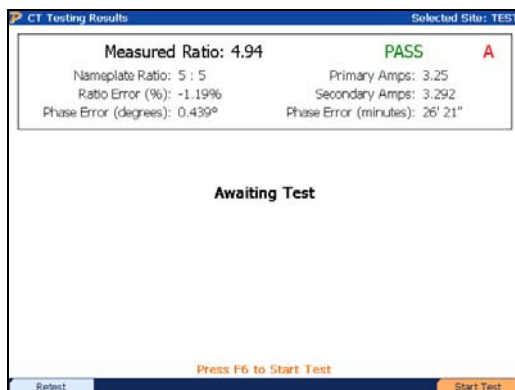 CT Testing Results Selected Site: TEST
Measured Ratio: 4.94 PASS A
Nameplate Ratio: 5 : 5 Primary Amps: 3.25
Ratio Error (%): -1.19% Secondary Amps: 3.292
Phase Error (degrees): 0.439º Phase Error (minutes): 26' 21"
Awaiting Test
Press F6 to Start Test
Retest Start Test